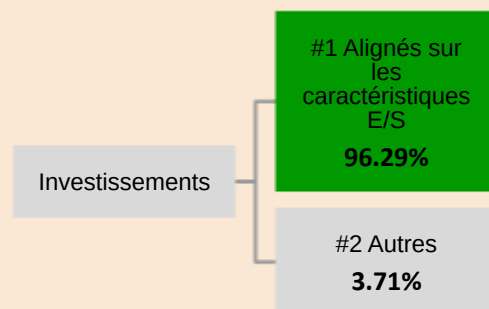 #1 Alignés sur
les
caractéristiques
E/S
96.29%
Investissements
#2 Autres
3.71%